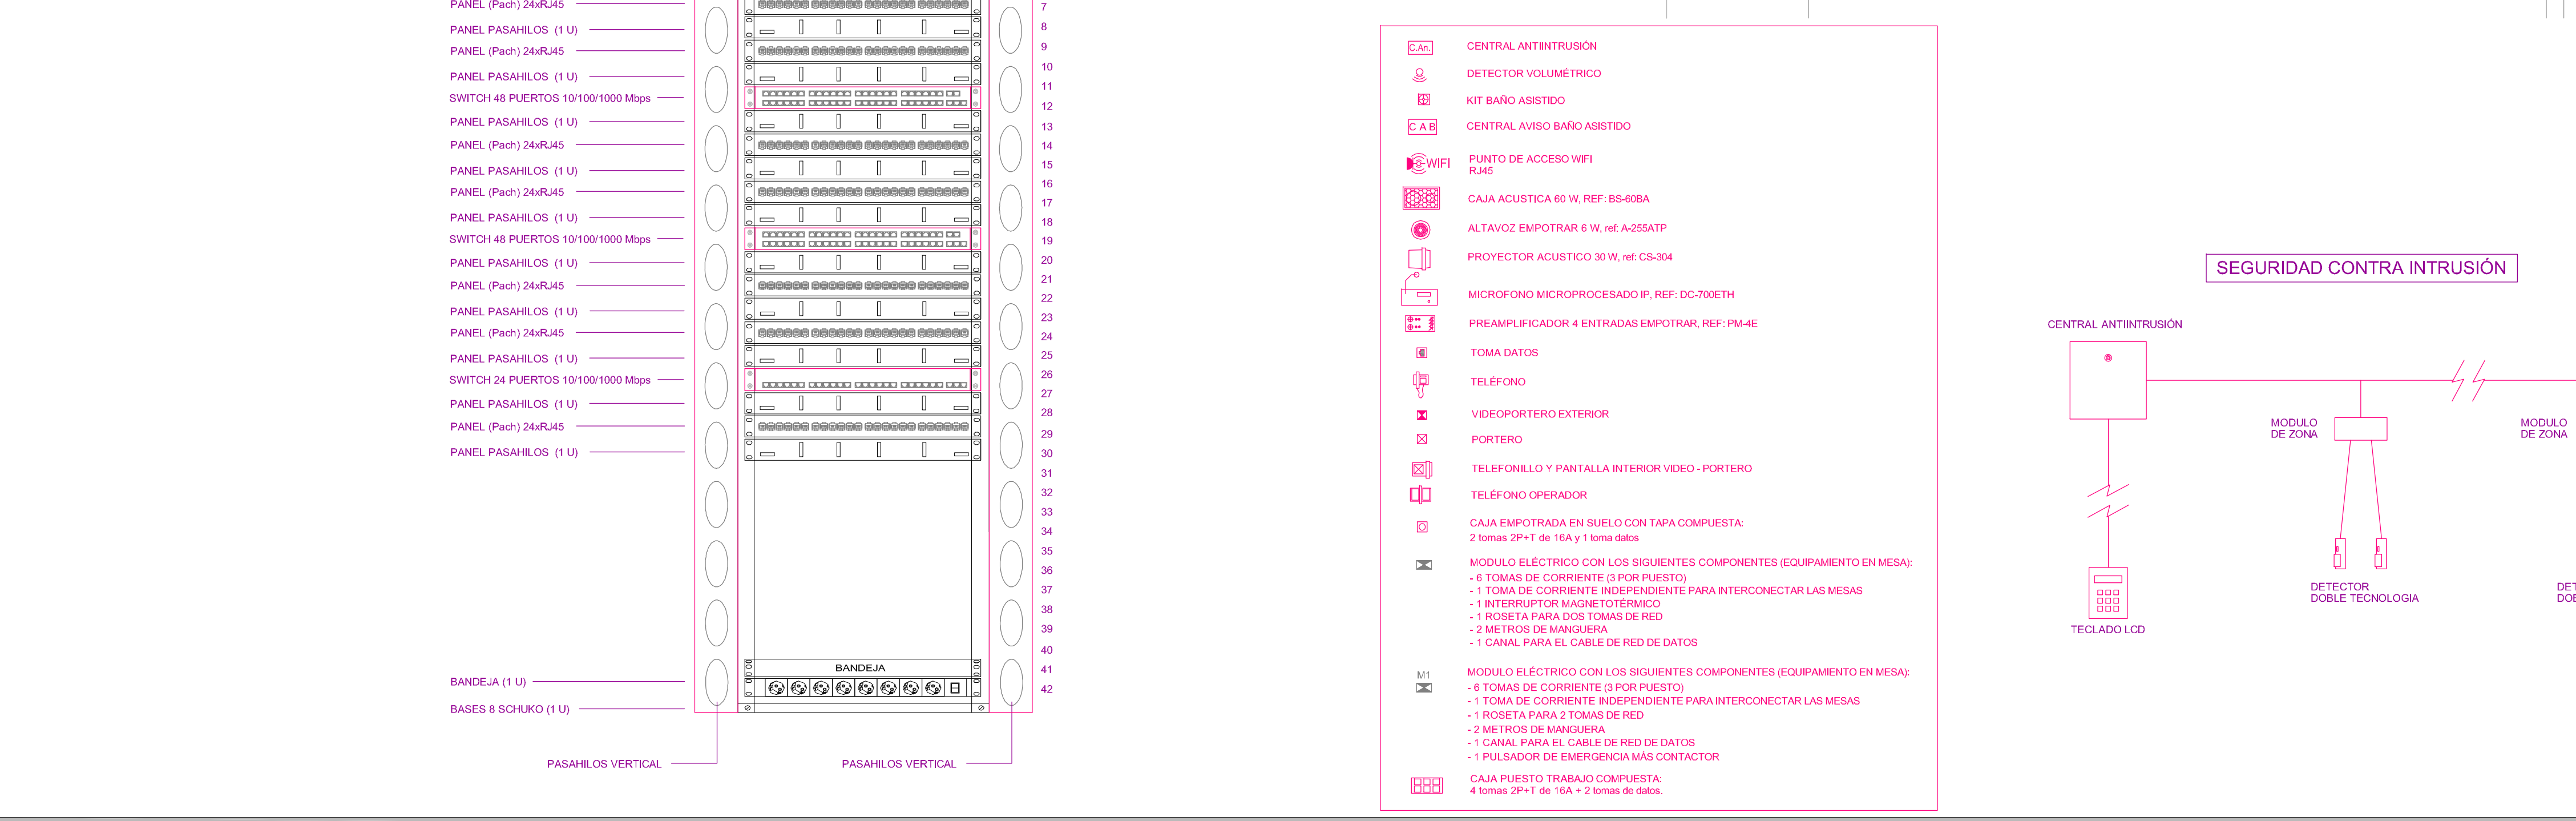 PANEL (Pach) 24xRJ45
PANEL PASAHILOS (1 U)
PANEL (Pach) 24xRJ45
PANEL PASAHILOS (1 U)
SWITCH 48 PUERTOS 10/100/1000 Mbps
PANEL PASAHILOS (1 U)
PANEL (Pach) 24xRJ45
PANEL PASAHILOS (1 U)
PANEL (Pach) 24xRJ45
PANEL PASAHILOS (1 U)
SWITCH 48 PUERTOS 10/100/1000 Mbps
PANEL PASAHILOS (1 U)
PANEL (Pach) 24xRJ45
PANEL PASAHILOS (1 U)
PANEL (Pach) 24xRJ45
PANEL PASAHILOS (1 U)
SWITCH 24 PUERTOS 10/100/1000 Mbps
PANEL PASAHILOS (1 U)
PANEL (Pach) 24xRJ45
PANEL PASAHILOS (1 U)
BANDEJA (1 U)
BASES 8 SCHUKO (1 U)
PASAHILOS VERTICAL
BANDEJA
PASAHILOS VERTICAL
7
8
9
10
11
12
13
14
15
16
17
18
19
20
21
22
23
24
25
26
27
28
29
30
31
32
33
34
35
36
37
38
39
40
41
42
C.An. CENTRAL ANTIINTRUSIÓN
DETECTOR VOLUMÉTRICO
KIT BAÑO ASISTIDO
C A B CENTRAL AVISO BAÑO ASISTIDO
WIFI PUNTO DE ACCESO WIFI
RJ45
CAJA ACUSTICA 60 W, REF: BS-60BA
ALTAVOZ EMPOTRAR 6 W, ref: A-255ATP
PROYECTOR ACUSTICO 30 W, ref: CS-304
MICROFONO MICROPROCESADO IP, REF: DC-700ETH
PREAMPLIFICADOR 4 ENTRADAS EMPOTRAR, REF: PM-4E
TOMA DATOS
TELÉFONO
VIDEOPORTERO EXTERIOR
PORTERO
TELEFONILLO Y PANTALLA INTERIOR VIDEO - PORTERO
TELÉFONO OPERADOR
CAJA EMPOTRADA EN SUELO CON TAPA COMPUESTA:
2 tomas 2P+T de 16A y 1 toma datos
MODULO ELÉCTRICO CON LOS SIGUIENTES COMPONENTES (EQUIPAMIENTO EN MESA):
- 6 TOMAS DE CORRIENTE (3 POR PUESTO)
- 1 TOMA DE CORRIENTE INDEPENDIENTE PARA INTERCONECTAR LAS MESAS
- 1 INTERRUPTOR MAGNETOTÉRMICO
- 1 ROSETA PARA DOS TOMAS DE RED
- 2 METROS DE MANGUERA
- 1 CANAL PARA EL CABLE DE RED DE DATOS
M1 MODULO ELÉCTRICO CON LOS SIGUIENTES COMPONENTES (EQUIPAMIENTO EN MESA):
- 6 TOMAS DE CORRIENTE (3 POR PUESTO)
- 1 TOMA DE CORRIENTE INDEPENDIENTE PARA INTERCONECTAR LAS MESAS
- 1 ROSETA PARA 2 TOMAS DE RED
- 2 METROS DE MANGUERA
- 1 CANAL PARA EL CABLE DE RED DE DATOS
- 1 PULSADOR DE EMERGENCIA MÁS CONTACTOR
CAJA PUESTO TRABAJO COMPUESTA:
4 tomas 2P+T de 16A + 2 tomas de datos.
SEGURIDAD CONTRA INTRUSIÓN
CENTRAL ANTIINTRUSIÓN
MODULO
DE ZONA
MODULO
DE ZONA
DETECTOR
DOBLE TECNOLOGIA
TECLADO LCD